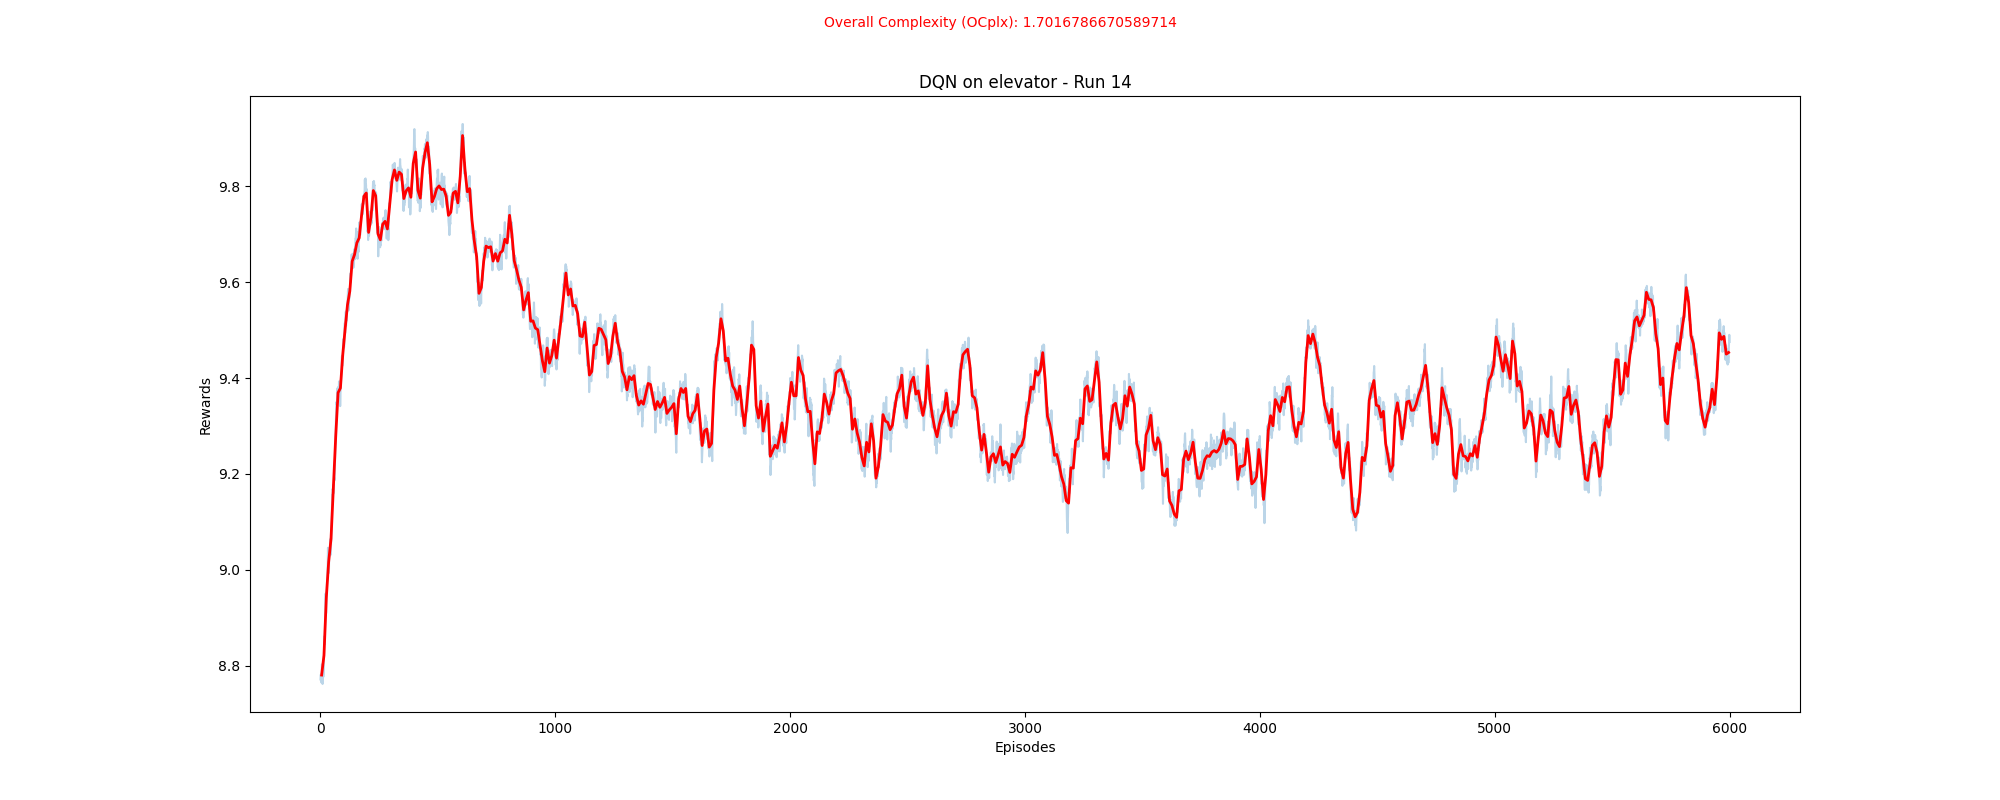 Overall Complexity (OCplx): 1.7016786670589714
DQN on elevator - Run 14
Rewards
9.8
9.6
9.4
9.2
9.0
8.8
0 1000 2000 3000 4000 5000 6000
Episodes